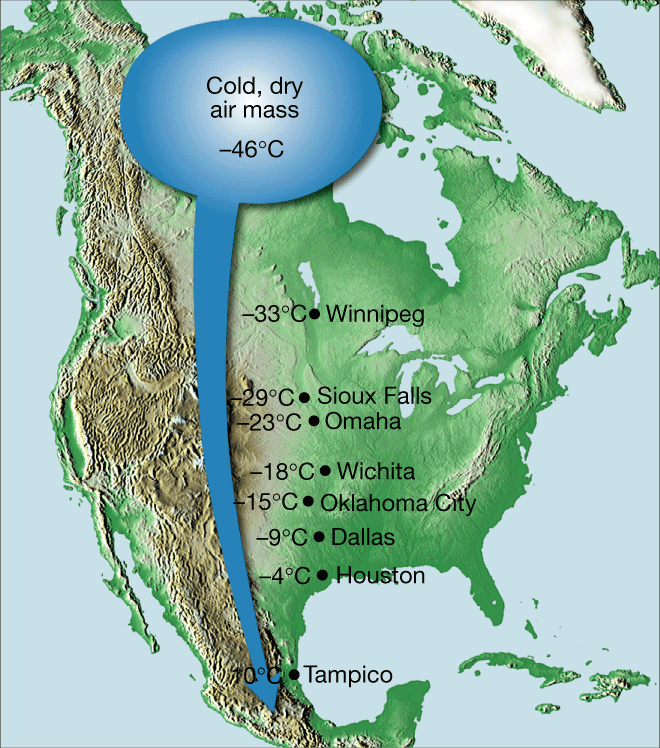 Cold, dry
air mass
–46°C
–33°C Winnipeg
–29°C Sioux Falls
–23°C Omaha
–18°C Wichita
–15°C Oklahoma City
–9°C Dallas
–4°C Houston
10°C Tampico